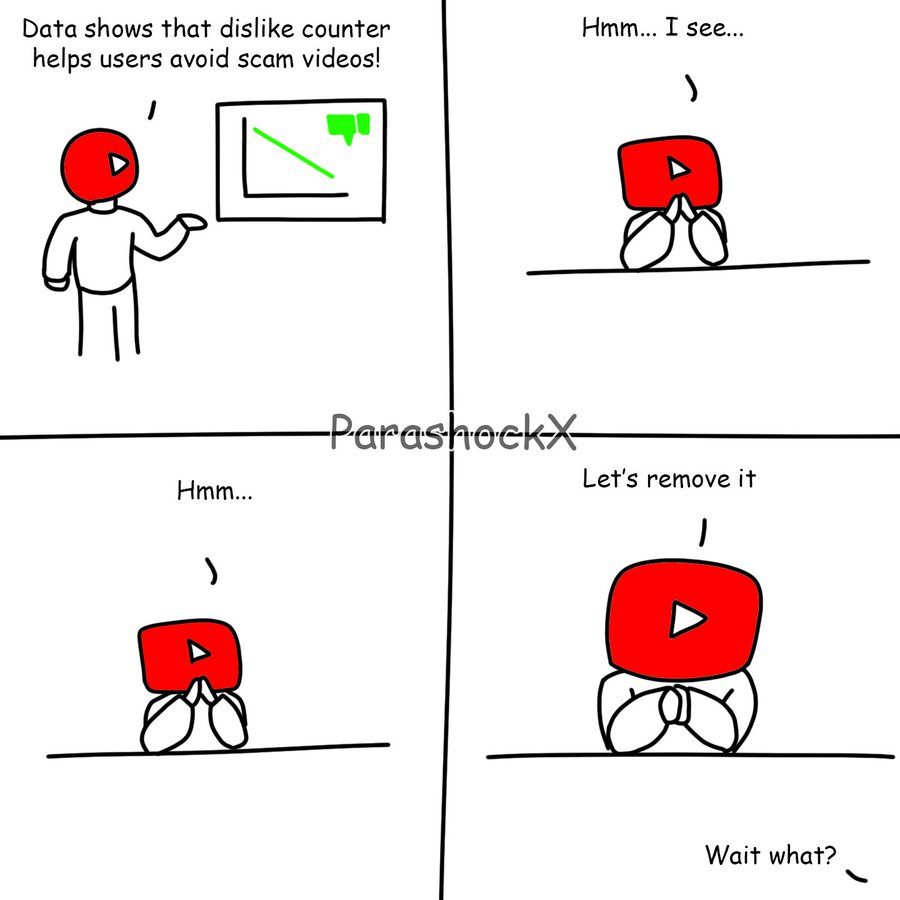 Data shows that dislike counter
helps users avoid scam videos!
Hmm... I see...
ParashockX
Hmm...
Let's remove it
Wait what?